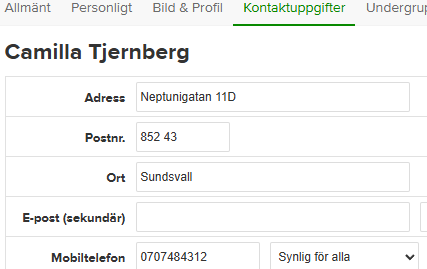 Allmänt Personligt Bild & Profil Kontaktuppgifter Undergrup
Camilla Tjernberg
Adress Neptunigatan 11D
Postnr. 852 43
Ort Sundsvall
E-post (sekundär)
Mobiltelefon 0707484312 Synlig för alla